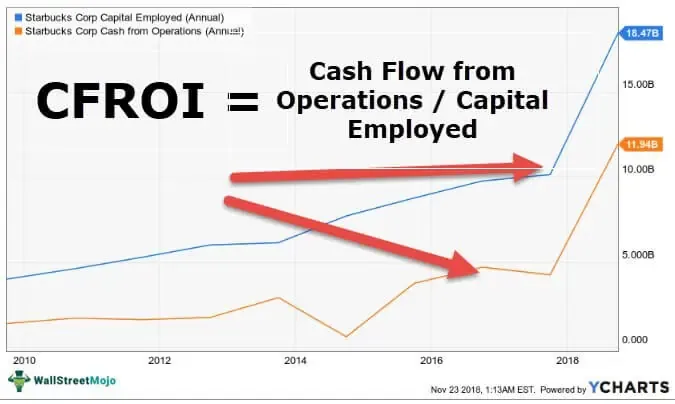 Starbucks Corp Capital Employed (Annual)
Starbucks Corp Cash from Operations (Annual)
18.47B
15.00B
CFROI = Cash Flow from
Operations / Capital
Employed
11.94B
10.00B
5.000B
0.000
2010 2012 2014 2016 2018
WallStreetMojo
Nov 23 2018, 1:13AM EST. Powered by YCHARTS